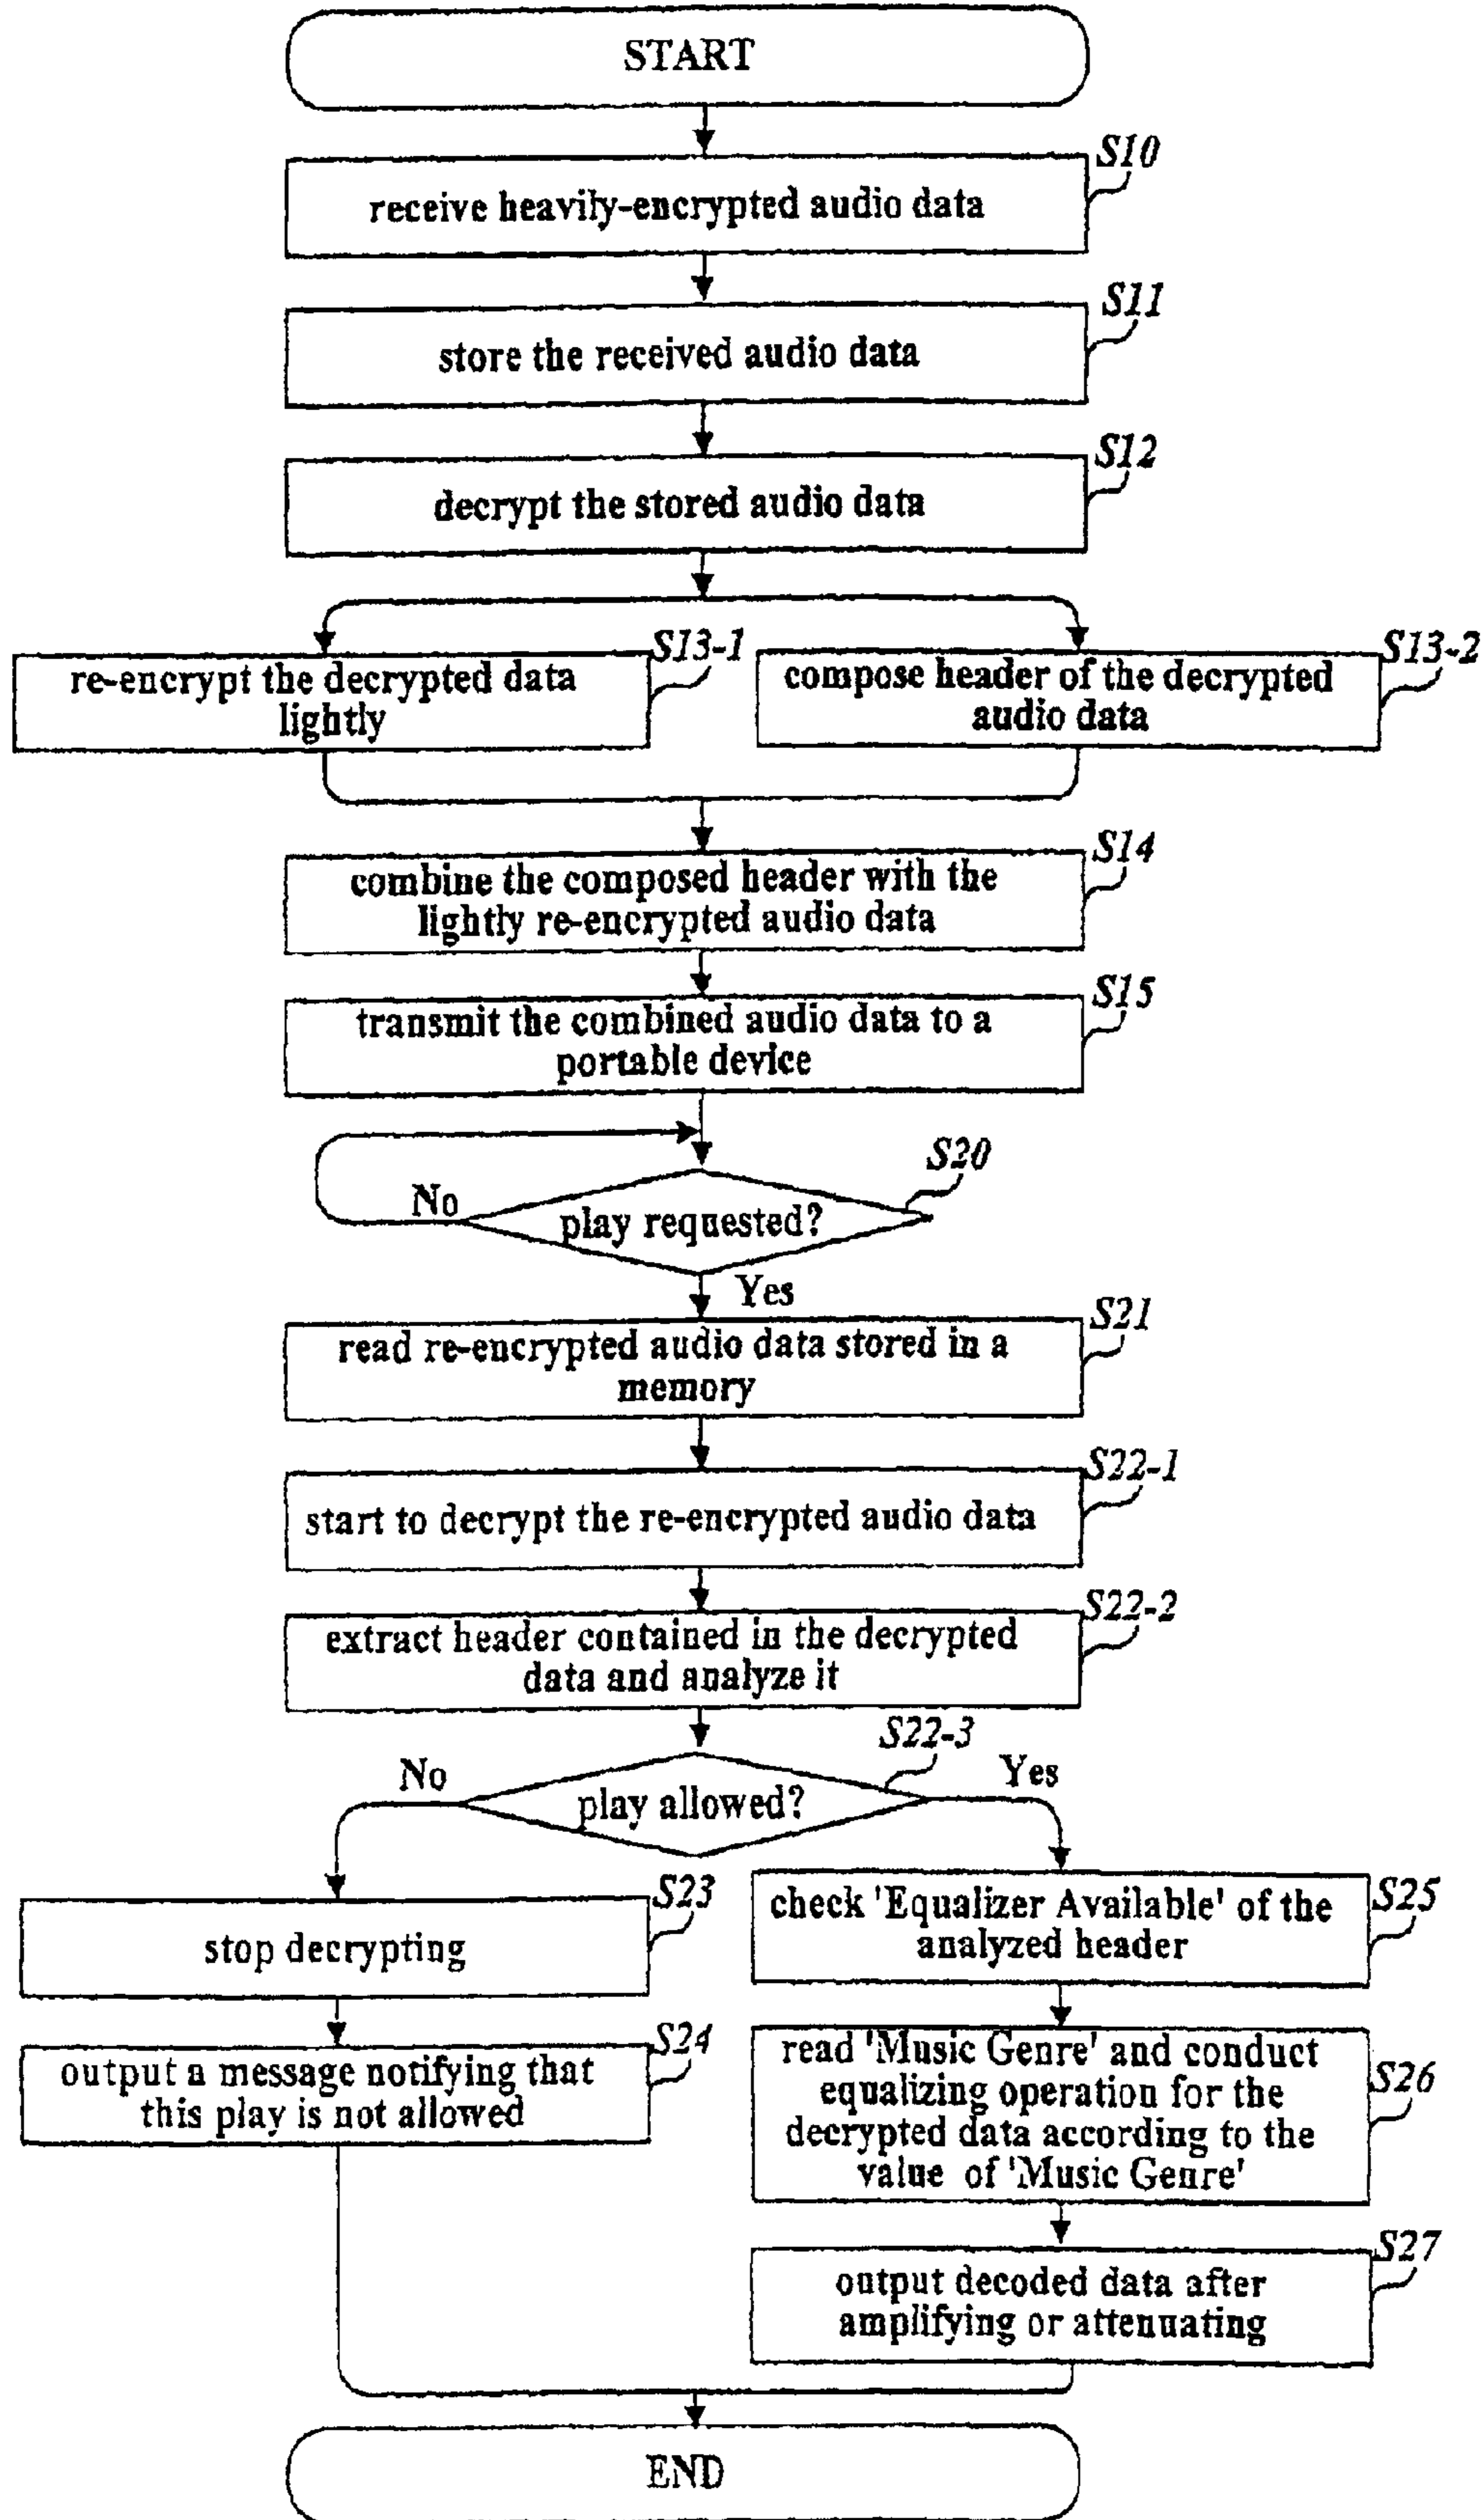 START
S10
receive heavily-encrypted audio data
S11
store the received audio data
S12
decrypt the stored audio data
S13-1
re-encrypt the decrypted data
lightly
S13-2
compose header of the decrypted
audio data
S14
combine the composed header with the
lightly re-encrypted audio data
S15
transmit the combined audio data to a
portable device
S20
No
play requested?
Yes
S21
read re-encrypted audio data stored in a
memory
S22-1
start to decrypt the re-encrypted audio data
S22-2
extract header contained in the decrypted
data and analyze it
S22-3
No
Yes
play allowed?
S23
stop decrypting
S24
output a message notifying that
this play is not allowed
S25
check 'Equalizer Available' of the
analyzed header
S26
read 'Music Genre' and conduct
equalizing operation for the
decrypted data according to the
value of 'Music Genre'
S27
output decoded data after
amplifying or attenuating
END